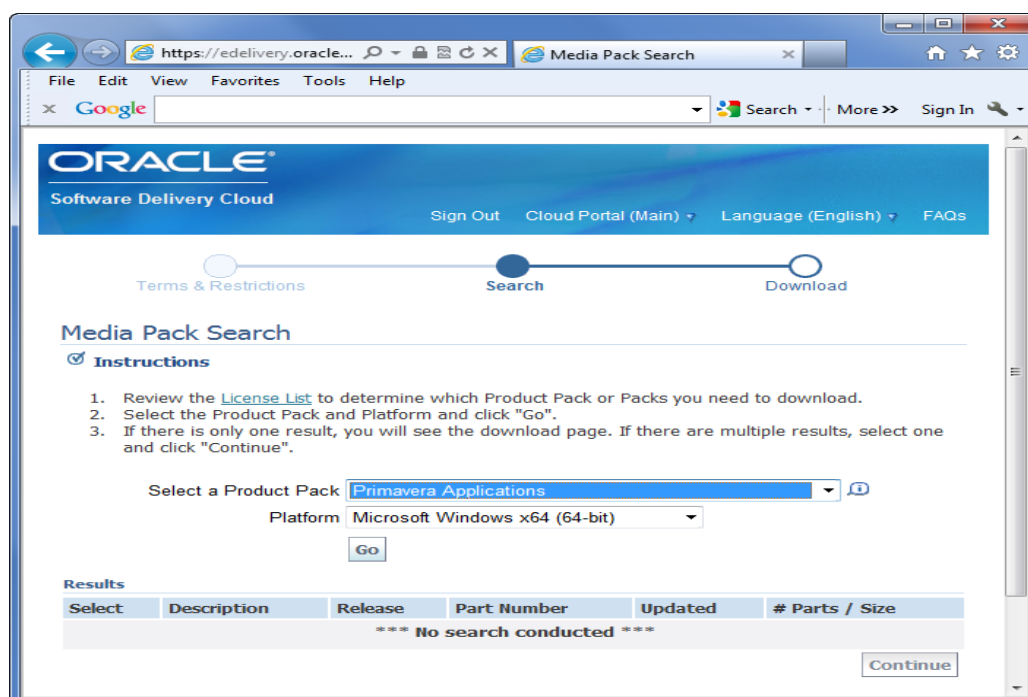 https://edelivery.oracle... Media Pack Search
File Edit View Favorites Tools Help
x Google Search More >> Sign In
ORACLE®
Software Delivery Cloud
Sign Out Cloud Portal (Main) Language (English) FAQs
Terms & Restrictions Search Download
Media Pack Search
Instructions
1. Review the License List to determine which Product Pack or Packs you need to download.
2. Select the Product Pack and Platform and click "Go".
3. If there is only one result, you will see the download page. If there are multiple results, select one
and click "Continue".
Select a Product Pack Primavera Applications
Platform Microsoft Windows x64 (64-bit)
Go
Results
Select Description Release Part Number Updated # Parts / Size
*** No search conducted ***
Continue